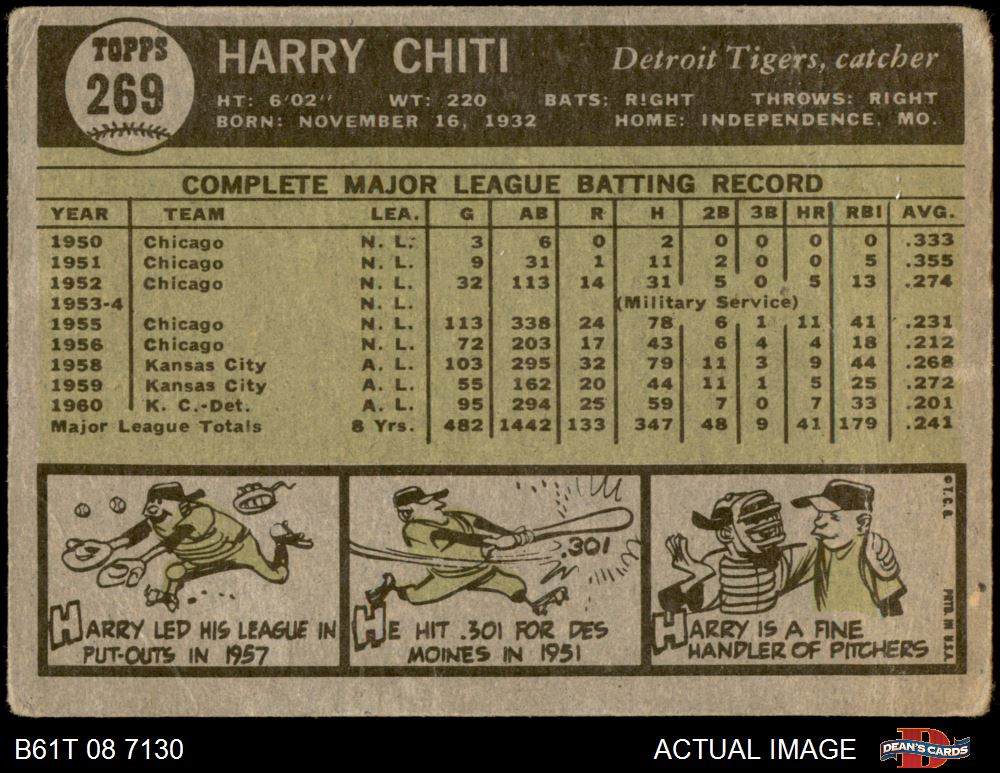 TOPPS
269
HARRY CHITI
Detroit Tigers, catcher
HT: 6'02" WT: 220 BATS: RIGHT THROWS: RIGHT
BORN: NOVEMBER 16, 1932 HOME: INDEPENDENCE, MO.
COMPLETE MAJOR LEAGUE BATTING RECORD
YEAR TEAM LEA. G AB R H 2B 3B HR RBI AVG.
1950 Chicago N. L. 3 6 0 2 0 0 0 0 .333
1951 Chicago N. L. 9 31 1 11 2 0 0 5 .355
1952 Chicago N. L. 32 113 14 31 5 0 5 13 .274
1953-4 N. L. (Military Service)
1955 Chicago N. L. 113 338 24 78 6 1 11 41 .231
1956 Chicago N. L. 72 203 17 43 6 4 4 18 .212
1958 Kansas City A. L. 103 295 32 79 11 3 9 44 .268
1959 Kansas City A. L. 55 162 20 44 11 1 5 25 .272
1960 K. C.-Det. A. L. 95 294 25 59 7 0 7 33 .201
Major League Totals 8 Yrs. 482 1442 133 347 48 9 41 179 .241
HARRY LED HIS LEAGUE IN
PUT-OUTS IN 1957
.301
HE HIT .301 FOR DES
MOINES IN 1951
HARRY IS A FINE
HANDLER OF PITCHERS
© T. C. G.
PRTD. IN U.S.A.
B61T 08 7130
ACTUAL IMAGE
DEAN'S CARDS